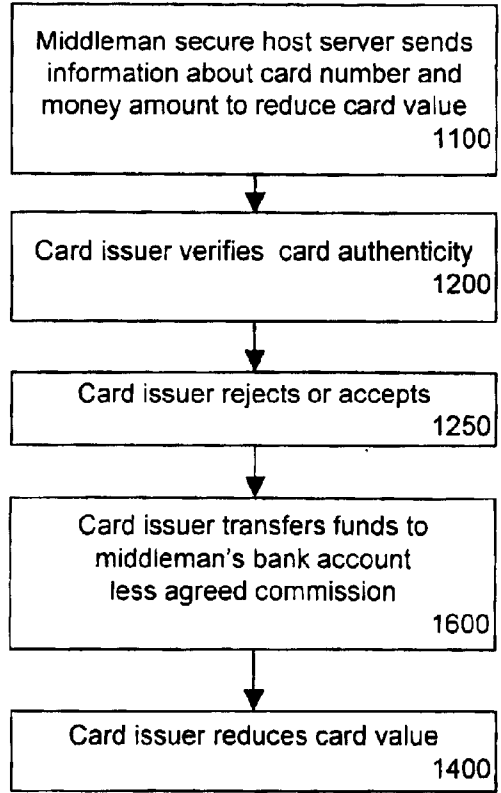 Middleman secure host server sends
information about card number and
money amount to reduce card value
1100
Card issuer verifies card authenticity
1200
Card issuer rejects or accepts
1250
Card issuer transfers funds to
middleman's bank account
less agreed commission
1600
Card issuer reduces card value
1400